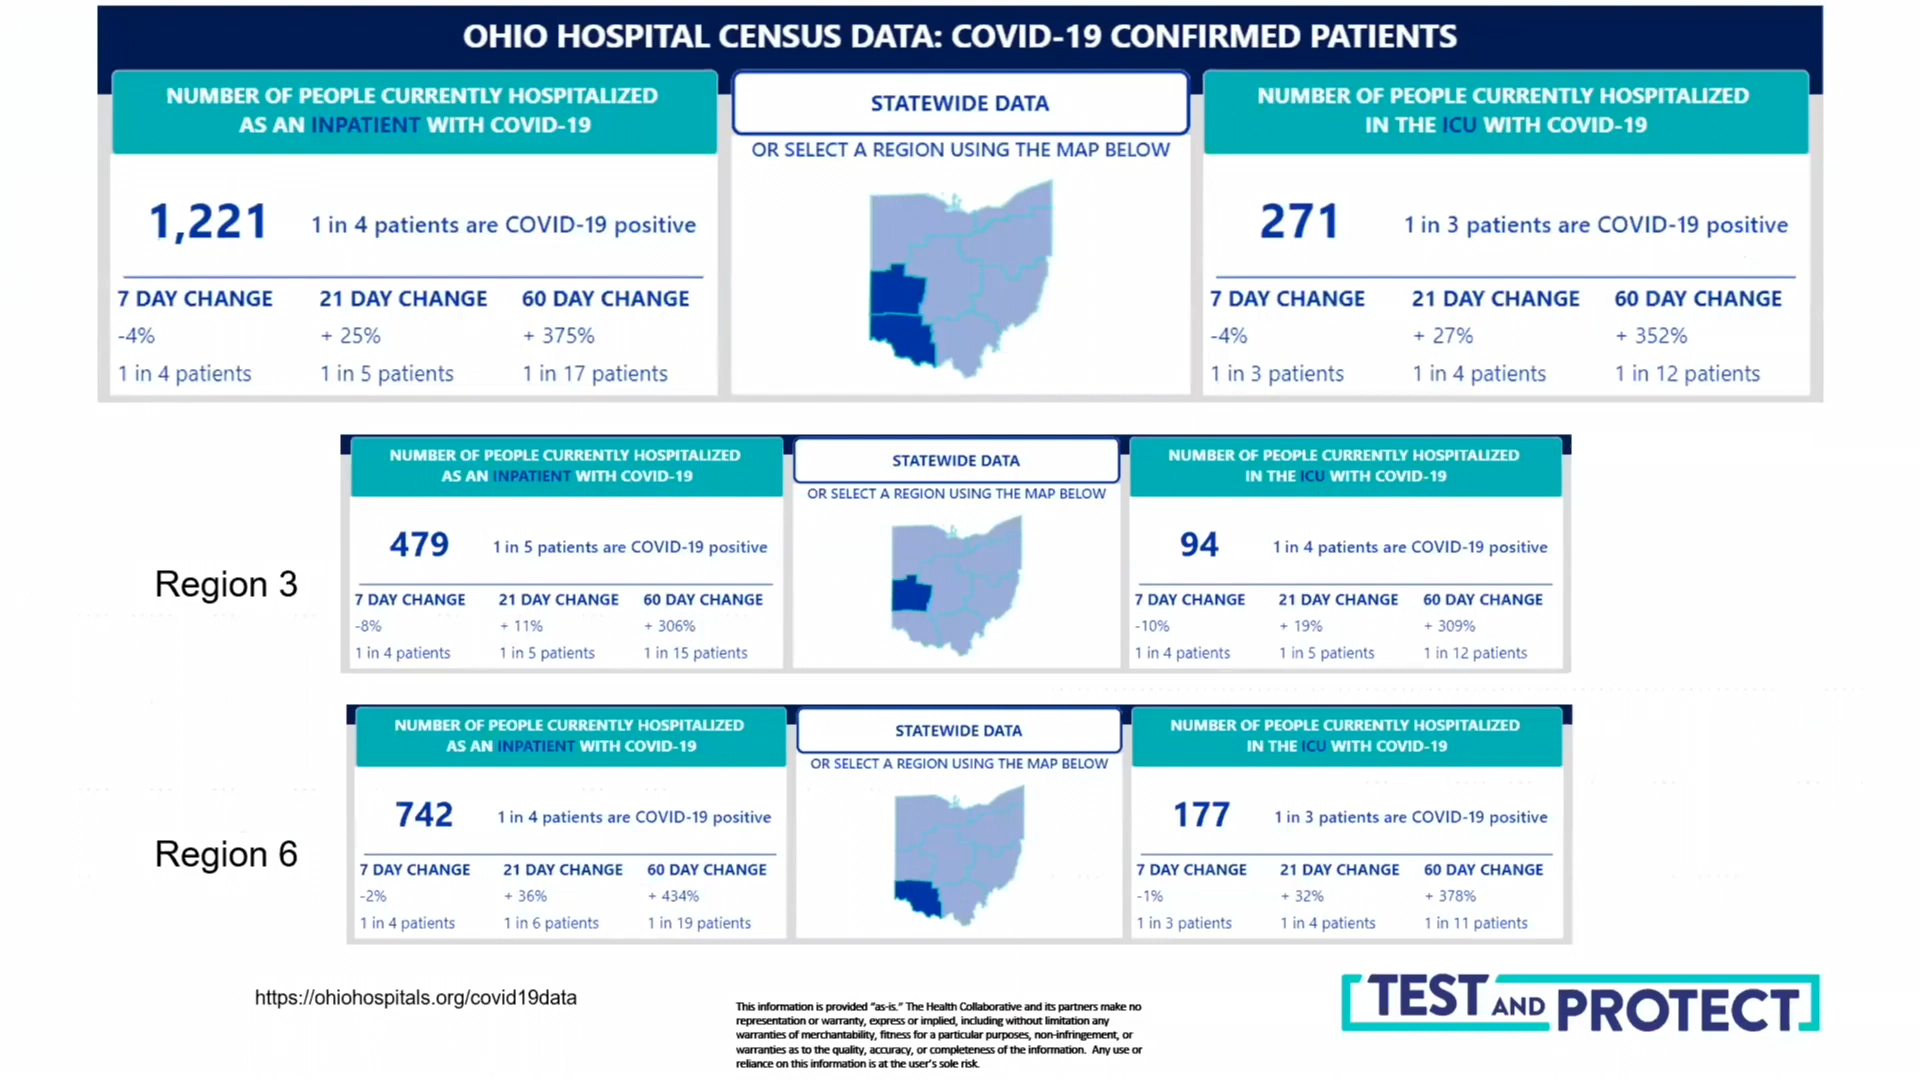 OHIO HOSPITAL CENSUS DATA: COVID-19 CONFIRMED PATIENTS
NUMBER OF PEOPLE CURRENTLY HOSPITALIZED
AS AN INPATIENT WITH COVID-19
1,221
1 in 4 patients are COVID-19 positive
7 DAY CHANGE 21 DAY CHANGE 60 DAY CHANGE
-4% + 25% + 375%
1 in 4 patients 1 in 5 patients 1 in 17 patients
STATEWIDE DATA
OR SELECT A REGION USING THE MAP BELOW
NUMBER OF PEOPLE CURRENTLY HOSPITALIZED
IN THE ICU WITH COVID-19
271
1 in 3 patients are COVID-19 positive
7 DAY CHANGE 21 DAY CHANGE 60 DAY CHANGE
-4% + 27% + 352%
1 in 3 patients 1 in 4 patients 1 in 12 patients
Region 3
NUMBER OF PEOPLE CURRENTLY HOSPITALIZED
AS AN INPATIENT WITH COVID-19
479
1 in 5 patients are COVID-19 positive
7 DAY CHANGE 21 DAY CHANGE 60 DAY CHANGE
-8% + 11% + 306%
1 in 4 patients 1 in 5 patients 1 in 15 patients
STATEWIDE DATA
OR SELECT A REGION USING THE MAP BELOW
NUMBER OF PEOPLE CURRENTLY HOSPITALIZED
IN THE ICU WITH COVID-19
94
1 in 4 patients are COVID-19 positive
7 DAY CHANGE 21 DAY CHANGE 60 DAY CHANGE
-10% + 19% + 309%
1 in 4 patients 1 in 5 patients 1 in 12 patients
Region 6
NUMBER OF PEOPLE CURRENTLY HOSPITALIZED
AS AN INPATIENT WITH COVID-19
742
1 in 4 patients are COVID-19 positive
7 DAY CHANGE 21 DAY CHANGE 60 DAY CHANGE
-2% + 36% + 434%
1 in 4 patients 1 in 6 patients 1 in 19 patients
STATEWIDE DATA
OR SELECT A REGION USING THE MAP BELOW
NUMBER OF PEOPLE CURRENTLY HOSPITALIZED
IN THE ICU WITH COVID-19
177
1 in 3 patients are COVID-19 positive
7 DAY CHANGE 21 DAY CHANGE 60 DAY CHANGE
-1% + 32% + 378%
1 in 3 patients 1 in 4 patients 1 in 11 patients
https://ohiohospitals.org/covid19data
This information is provided "as-is." The Health Collaborative and its partners make no
representation or warranty, express or implied, including without limitation any
warranties of merchantability, fitness for a particular purposes, non-infringement, or
warranties as to the quality, accuracy, or completeness of the information. Any use or
reliance on this information is at the user's sole risk.
TEST AND PROTECT